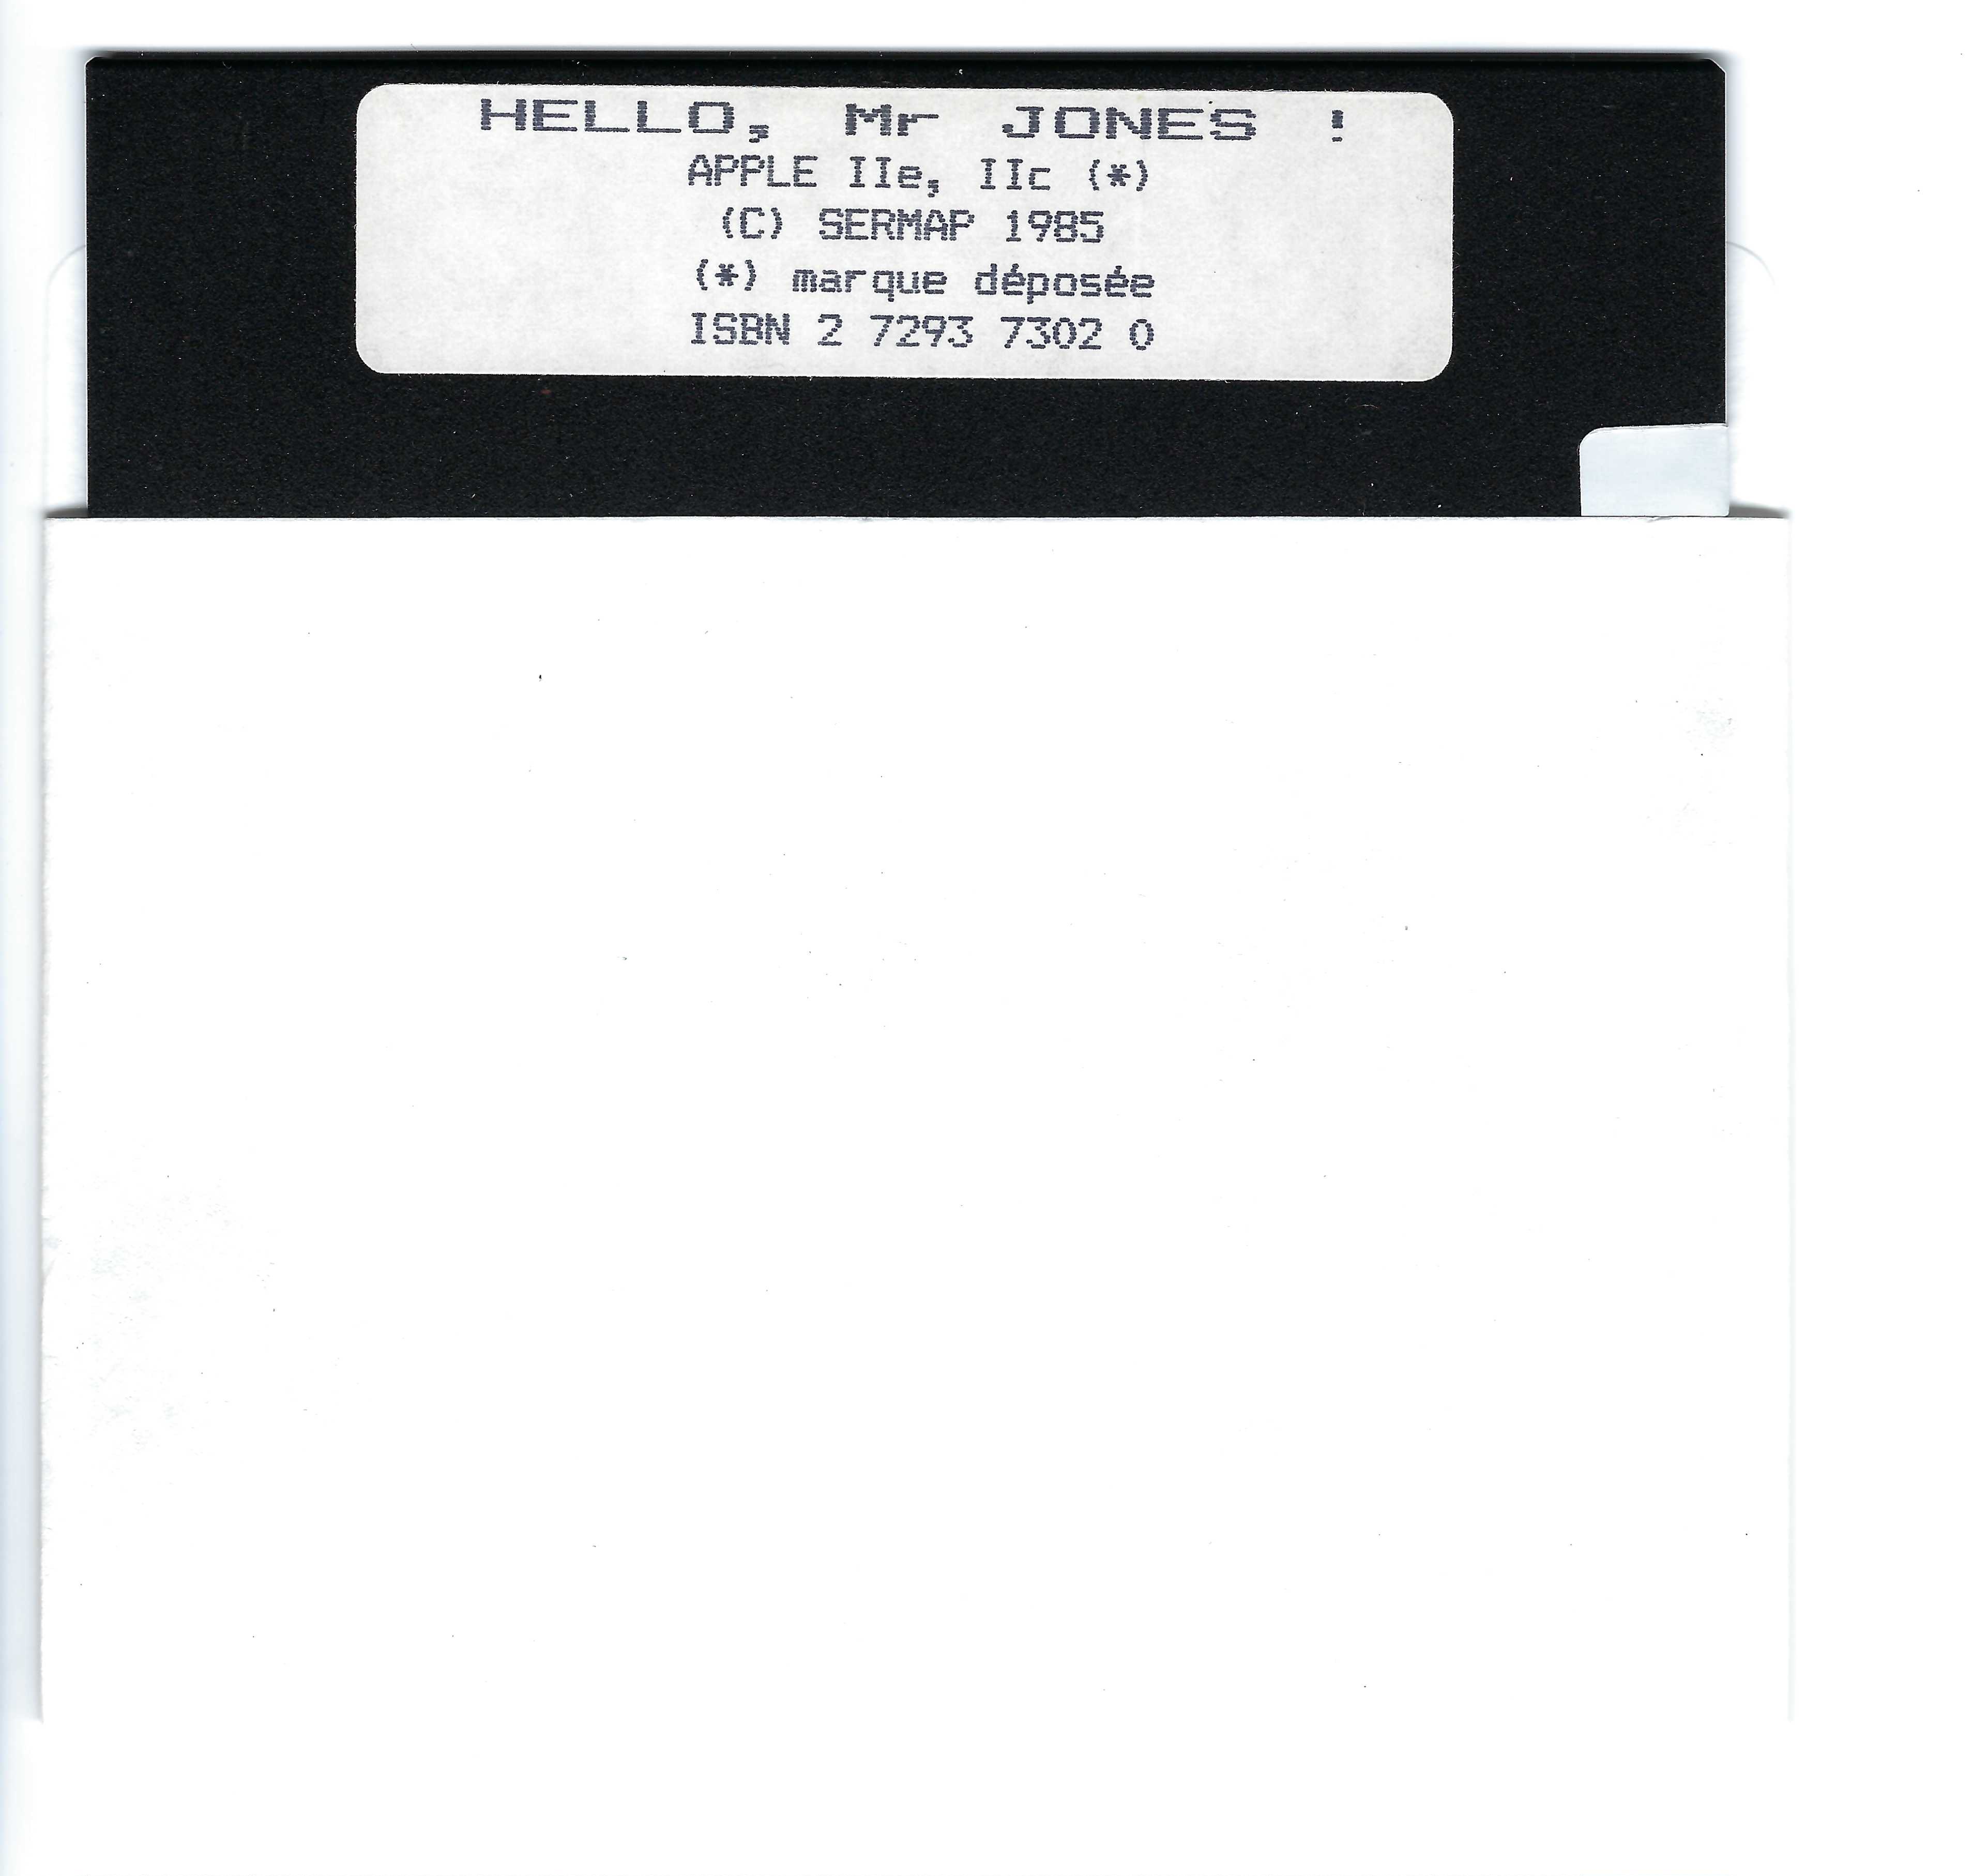 HELLO, Mr JONES !
APPLE IIe, IIc (*)
(C) SERMAP 1985
(*) marque déposée
ISBN 2 7293 7302 0